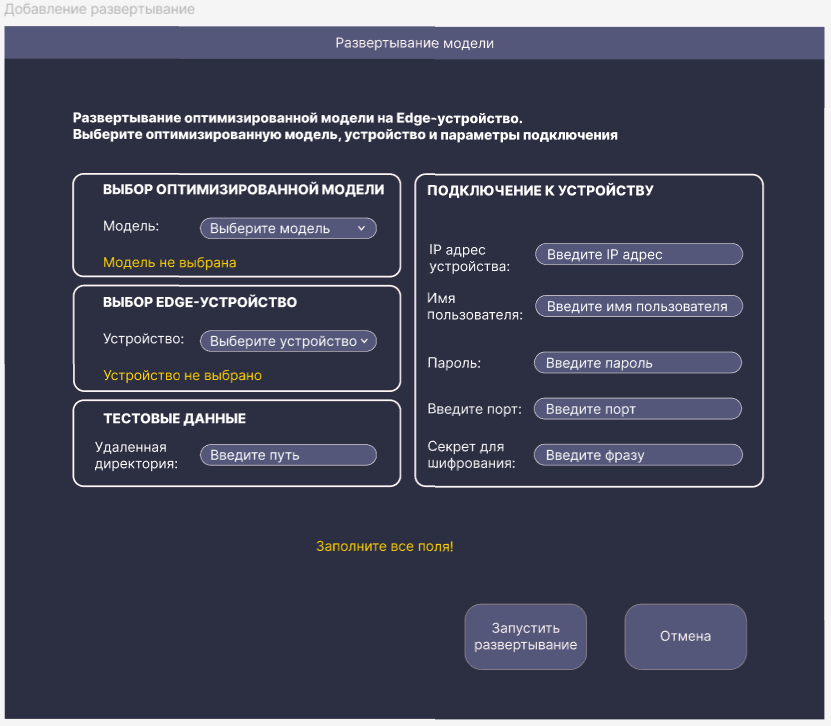 Добавление развертывание
Развертывание модели
Развертывание оптимизированной модели на Edge-устройство.
Выберите оптимизированную модель, устройство и параметры подключения
ВЫБОР ОПТИМИЗИРОВАННОЙ МОДЕЛИ
Модель:
Выберите модель
Модель не выбрана
ВЫБОР EDGE-УСТРОЙСТВО
Устройство:
Выберите устройство
Устройство не выбрано
ТЕСТОВЫЕ ДАННЫЕ
Удаленная
директория:
Введите путь
ПОДКЛЮЧЕНИЕ К УСТРОЙСТВУ
IP адрес
устройства:
Введите IP адрес
Имя
пользователя:
Введите имя пользователя
Пароль:
Введите пароль
Введите порт:
Введите порт
Секрет для
шифрования:
Введите фразу
Заполните все поля!
Запустить
развертывание
Отмена